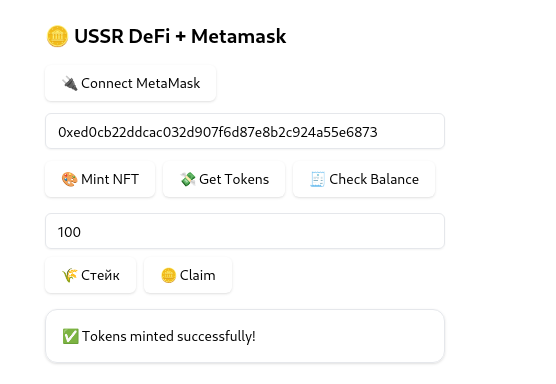 🪙 USSR DeFi + Metamask
🔌 Connect MetaMask
0xed0cb22ddcac032d907f6d87e8b2c924a55e6873
🎨 Mint NFT 💸 Get Tokens 🧾 Check Balance
100
🌾 Стейк 🪙 Claim
✅ Tokens minted successfully!